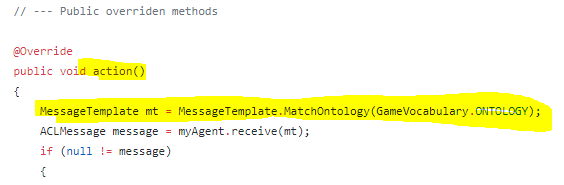 // --- Public overriden methods
@Override
public void action()
{
MessageTemplate mt = MessageTemplate.MatchOntology(GameVocabulary.ONTOLOGY);
ACLMessage message = myAgent.receive(mt);
if (null != message)
{